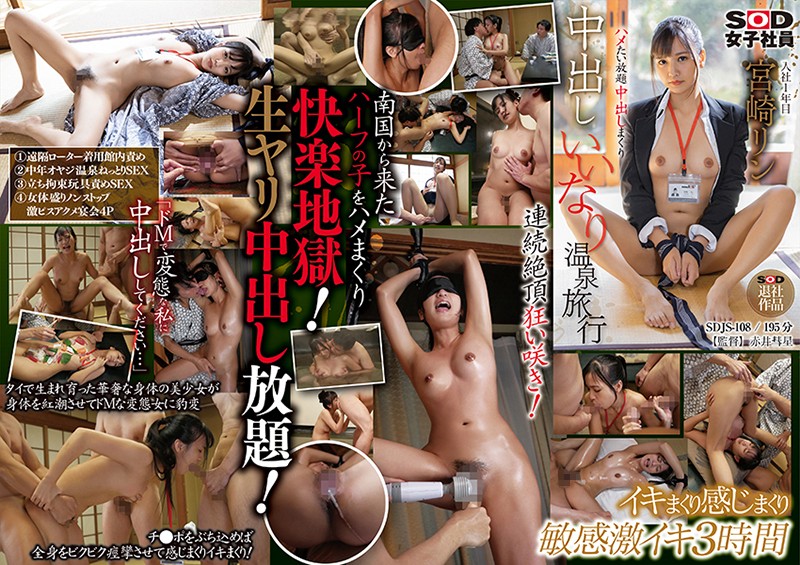 SOD
女子社員
入社1年目
宮崎リン
ハメたい放題中出しまくり
中出し
いいなり
温泉旅行
SOD
退社
作品
SDJS-108/195分
【監督】赤井彗星
連続絶頂狂い咲き!
イキまくり感じまくり
敏感激イキ3時間
南国から来た
ハーフの子をハメまくり
快楽地獄!
生ヤリ中出し放題!
①遠隔ローター着用館内責め
②中年オヤジ温泉ねっとりSEX
③立ち拘束玩具責めSEX
④女体盛りノンストップ
激ピスアクメ宴会4P
「ドMで変態な私に
中出ししてください…」
タイで生まれ育った華奢な身体の美少女が
身体を紅潮させてドMな変態女に豹変
チ●ポをぶち込めば
全身をビクビク痙攣させて感じまくりイキまくり!